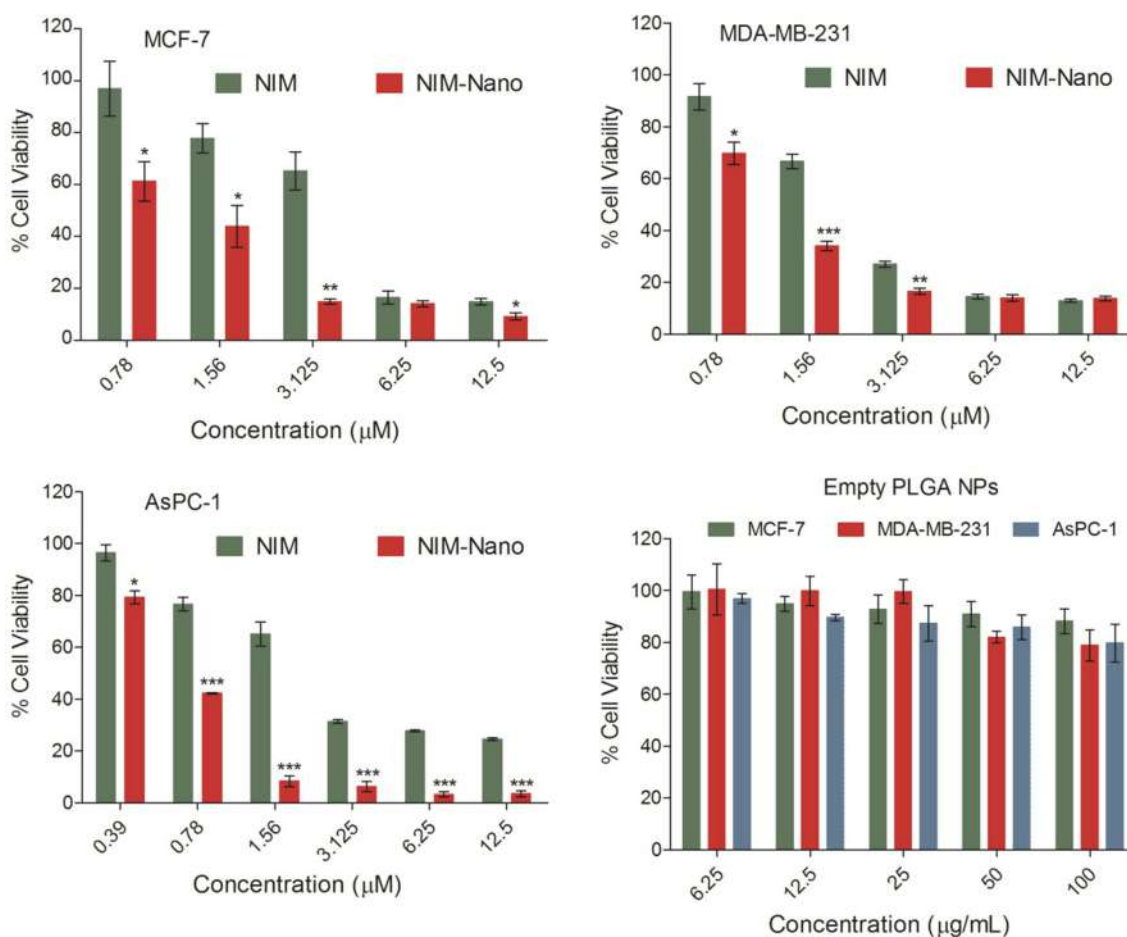 MCF-7
NIM NIM-Nano
% Cell Viability
120
100
80
60
40
20
0
* * ** *
0.78 1.56 3.125 6.25 12.5
Concentration (μM)
MDA-MB-231
NIM NIM-Nano
% Cell Viability
120
100
80
60
40
20
0
* *** **
0.78 1.56 3.125 6.25 12.5
Concentration (μM)
AsPC-1
NIM NIM-Nano
% Cell Viability
120
100
80
60
40
20
0
* *** *** *** *** ***
0.39 0.78 1.56 3.125 6.25 12.5
Concentration (μM)
Empty PLGA NPs
MCF-7 MDA-MB-231 AsPC-1
% Cell Viability
120
100
80
60
40
20
0
6.25 12.5 25 50 100
Concentration (μg/mL)